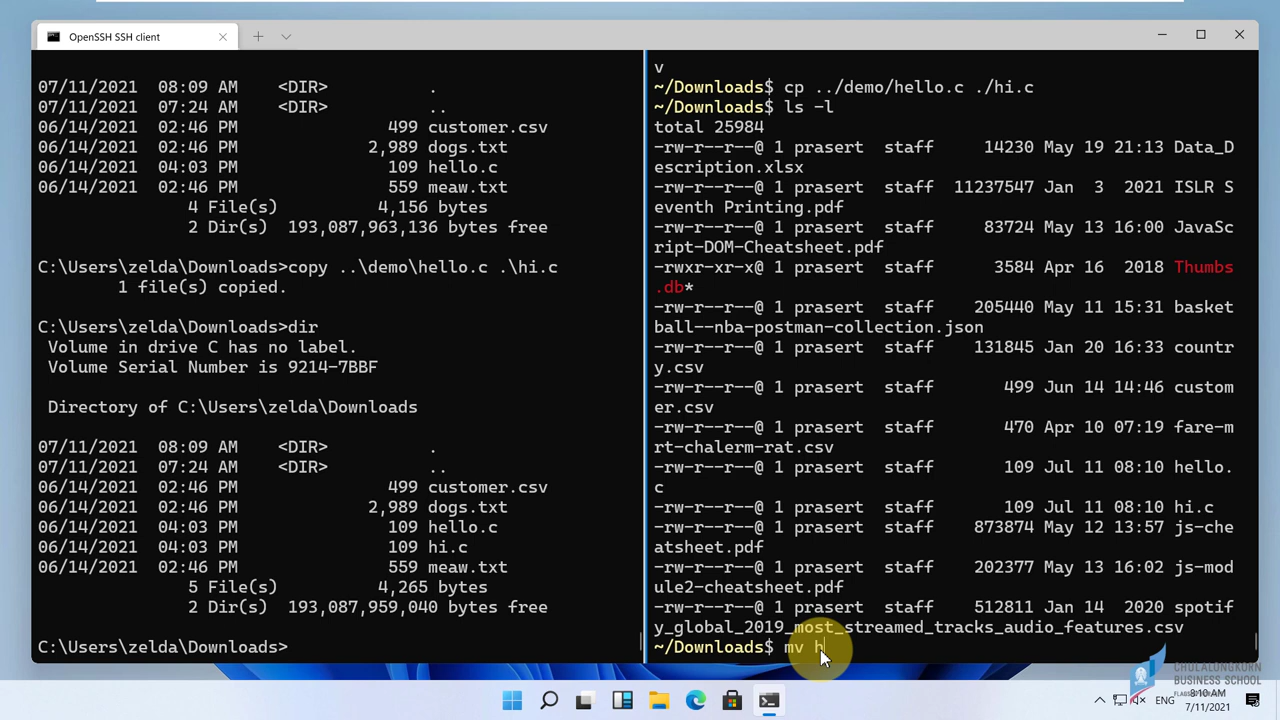 OpenSSH SSH client
07/11/2021  08:09 AM    <DIR>          .
07/11/2021  07:24 AM    <DIR>          ..
06/14/2021  02:46 PM               499 customer.csv
06/14/2021  02:46 PM             2,989 dogs.txt
06/14/2021  04:03 PM               109 hello.c
06/14/2021  02:46 PM               559 meaw.txt
4 File(s)          4,156 bytes
2 Dir(s)  193,087,963,136 bytes free
C:\Users\zelda\Downloads>copy ..\demo\hello.c .\hi.c
1 file(s) copied.
C:\Users\zelda\Downloads>dir
Volume in drive C has no label.
Volume Serial Number is 9214-7BBF
Directory of C:\Users\zelda\Downloads
07/11/2021  08:09 AM    <DIR>          .
07/11/2021  07:24 AM    <DIR>          ..
06/14/2021  02:46 PM               499 customer.csv
06/14/2021  02:46 PM             2,989 dogs.txt
06/14/2021  04:03 PM               109 hello.c
06/14/2021  04:03 PM               109 hi.c
06/14/2021  02:46 PM               559 meaw.txt
5 File(s)          4,265 bytes
2 Dir(s)  193,087,959,040 bytes free
C:\Users\zelda\Downloads>
v
~/Downloads$ cp ../demo/hello.c ./hi.c
~/Downloads$ ls -l
total 25984
-rw-r--r--@ 1 prasert  staff     14230 May 19 21:13 Data_D
escription.xlsx
-rw-r--r--@ 1 prasert  staff  11237547 Jan  3  2021 ISLR S
eventh Printing.pdf
-rw-r--r--@ 1 prasert  staff     83724 May 13 16:00 JavaSc
ript-DOM-Cheatsheet.pdf
-rwxr-xr-x@ 1 prasert  staff      3584 Apr 16  2018 Thumbs
.db*
-rw-r--r--@ 1 prasert  staff    205440 May 11 15:31 basket
ball--nba-postman-collection.json
-rw-r--r--@ 1 prasert  staff    131845 Jan 20 16:33 countr
y.csv
-rw-r--r--@ 1 prasert  staff       499 Jun 14 14:46 custom
er.csv
-rw-r--r--@ 1 prasert  staff       470 Apr 10 07:19 fare-m
rt-chalerm-rat.csv
-rw-r--r--@ 1 prasert  staff       109 Jul 11 08:10 hello.
c
-rw-r--r--@ 1 prasert  staff       109 Jul 11 08:10 hi.c
-rw-r--r--@ 1 prasert  staff    873874 May 12 13:57 js-che
atsheet.pdf
-rw-r--r--@ 1 prasert  staff    202377 May 13 16:02 js-mod
ule2-cheatsheet.pdf
-rw-r--r--@ 1 prasert  staff    512811 Jan 14  2020 spotif
y_global_2019_most_streamed_tracks_audio_features.csv
~/Downloads$ mv h
CHULALONGKORN
BUSINESS SCHOOL
ENG
8:10 AM
7/11/2021